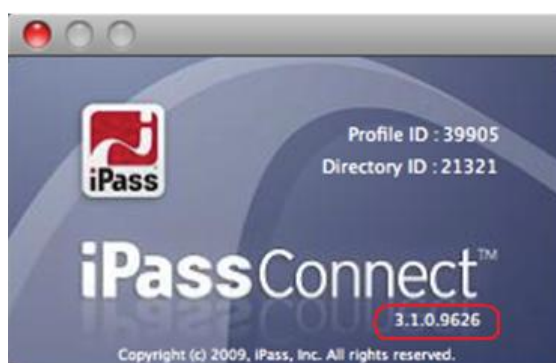 iPass
Profile ID : 39905
Directory ID : 21321
iPassConnect™
3.1.0.9626
Copyright (c) 2009, iPass, Inc. All rights reserved.